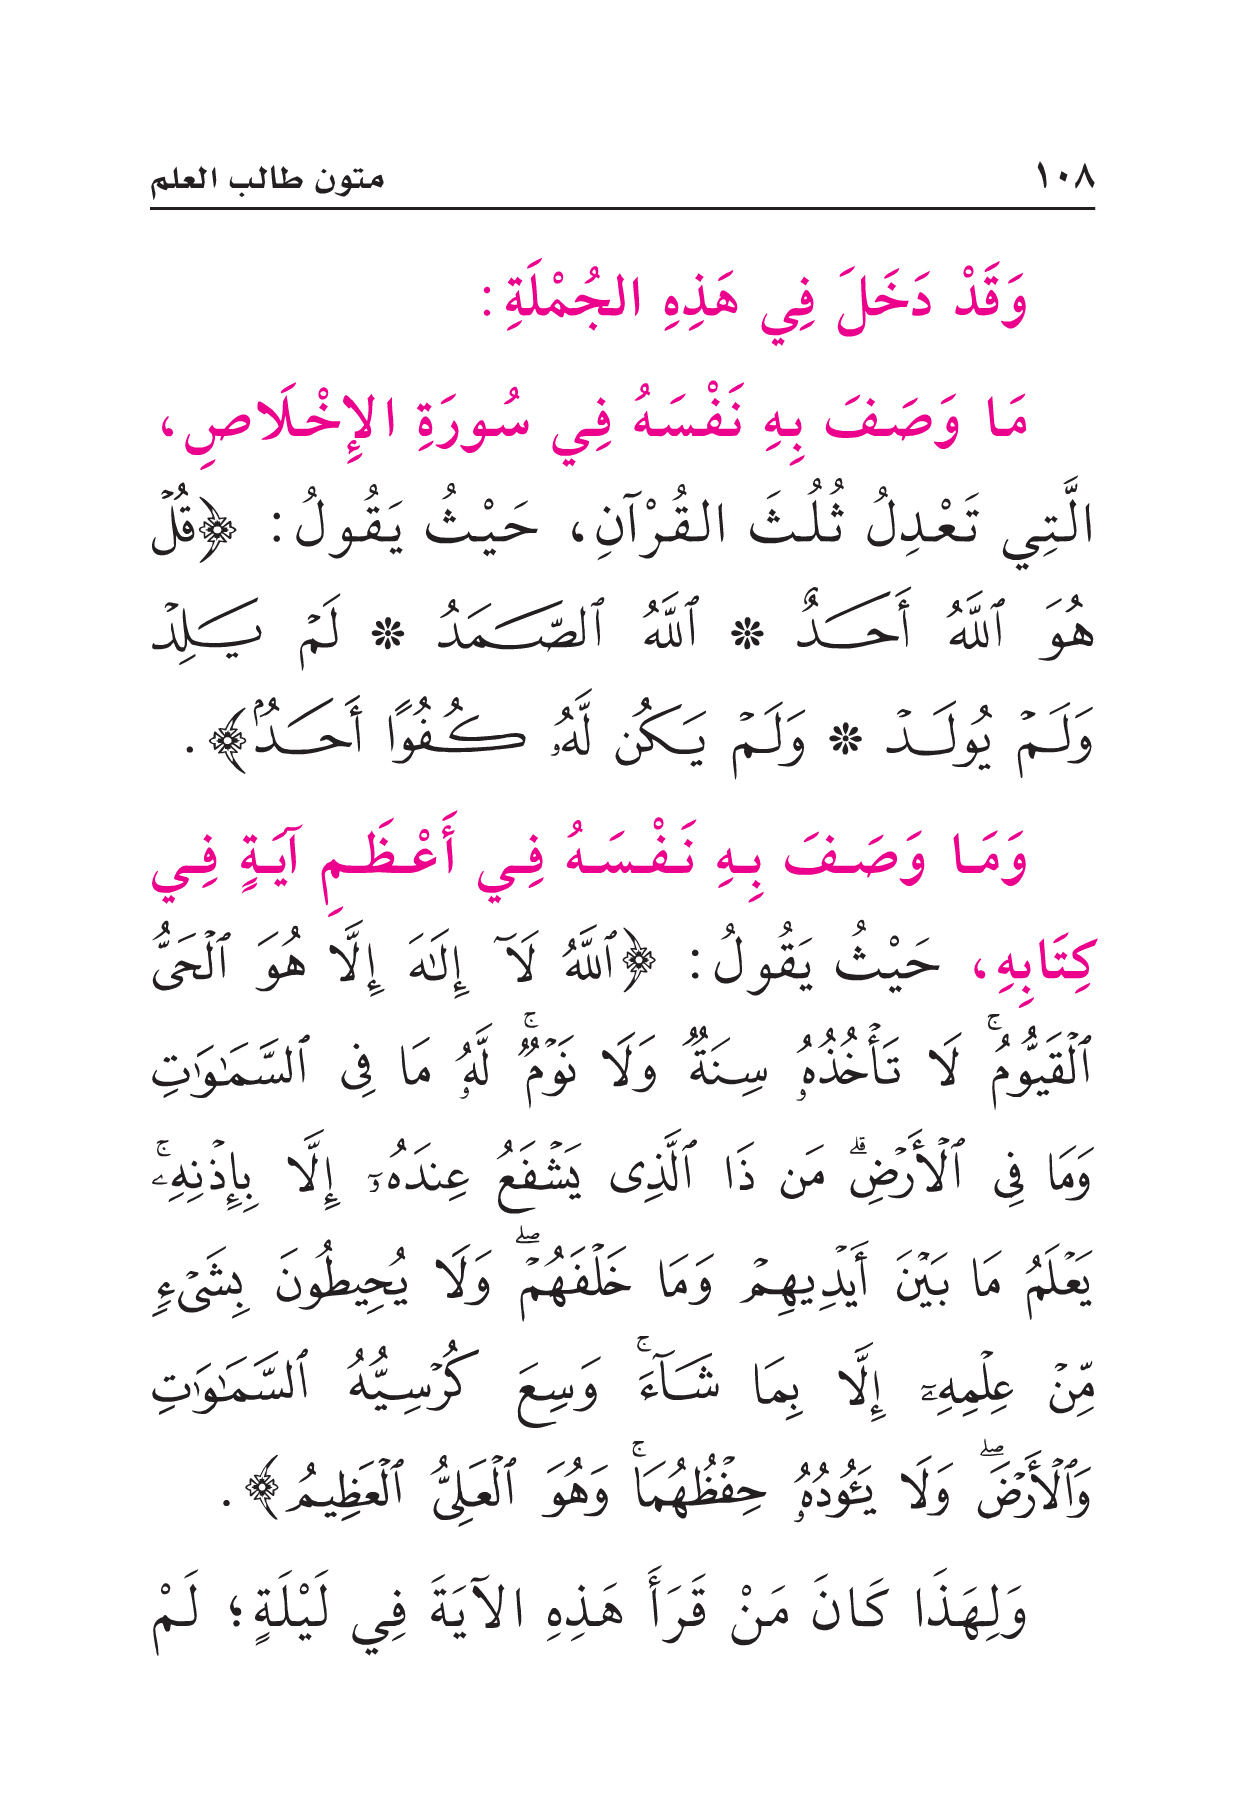 ١٠٨ متون طالب العلم
وَقَدْ دَخَلَ فِي هَذِهِ الجُمْلَةِ:
مَا وَصَفَ بِهِ نَفْسَهُ فِي سُورَةِ الإِخْلَاصِ،
الَّتِي تَعْدِلُ ثُلُثَ القُرْآنِ، حَيْثُ يَقُولُ: ﴿قُلۡ
هُوَ ٱللَّهُ أَحَدٌ * ٱللَّهُ ٱلصَّمَدُ * لَمۡ يَلِدۡ
وَلَمۡ يُولَدۡ * وَلَمۡ يَكُن لَّهُۥ كُفُوًا أَحَدُۢ﴾.
وَمَا وَصَفَ بِهِ نَفْسَهُ فِي أَعْظَمِ آيَةٍ فِي
كِتَابِهِ، حَيْثُ يَقُولُ: ﴿ٱللَّهُ لَآ إِلَٰهَ إِلَّا هُوَ ٱلۡحَيُّ
ٱلۡقَيُّومُۚ لَا تَأۡخُذُهُۥ سِنَةٞ وَلَا نَوۡمٞۚ لَّهُۥ مَا فِي ٱلسَّمَٰوَٰتِ
وَمَا فِي ٱلۡأَرۡضِۗ مَن ذَا ٱلَّذِي يَشۡفَعُ عِندَهُۥٓ إِلَّا بِإِذۡنِهِۦۚ
يَعۡلَمُ مَا بَيۡنَ أَيۡدِيهِمۡ وَمَا خَلۡفَهُمۡۖ وَلَا يُحِيطُونَ بِشَيۡءٖ
مِّنۡ عِلۡمِهِۦٓ إِلَّا بِمَا شَآءَۚ وَسِعَ كُرۡسِيُّهُ ٱلسَّمَٰوَٰتِ
وَٱلۡأَرۡضَۖ وَلَا يَـُٔودُهُۥ حِفۡظُهُمَاۚ وَهُوَ ٱلۡعَلِيُّ ٱلۡعَظِيمُ﴾.
وَلِهَذَا كَانَ مَنْ قَرَأَ هَذِهِ الآيَةَ فِي لَيْلَةٍ؛ لَمْ